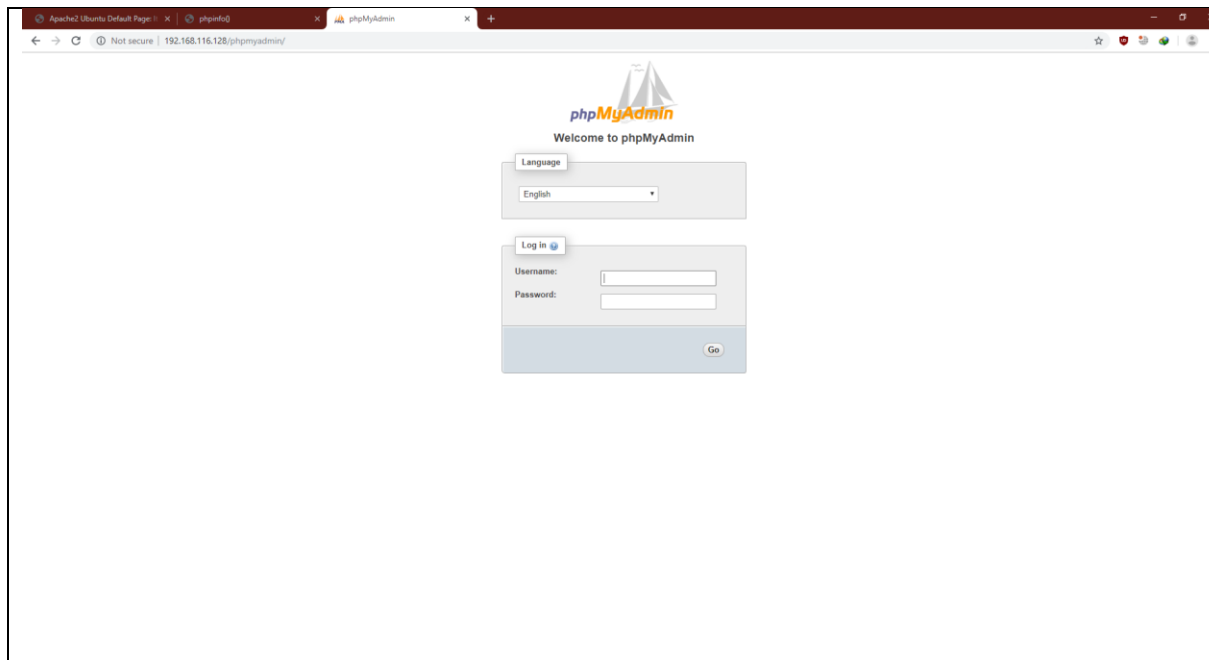 Apache2 Ubuntu Default Page: It
phpinfo()
phpMyAdmin
Not secure | 192.168.116.128/phpmyadmin/
phpMyAdmin
Welcome to phpMyAdmin
Language
English
Log in
Username:
Password:
Go